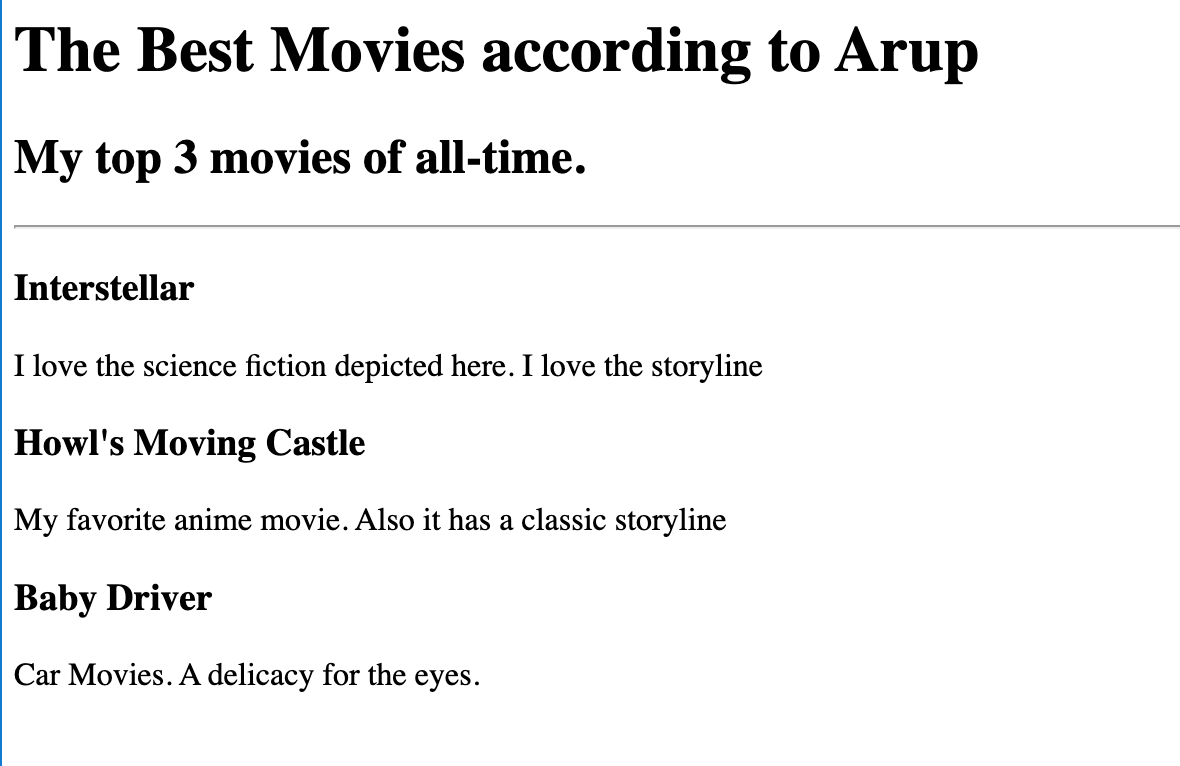 The Best Movies according to Arup
My top 3 movies of all-time.
Interstellar
I love the science fiction depicted here. I love the storyline
Howl's Moving Castle
My favorite anime movie. Also it has a classic storyline
Baby Driver
Car Movies. A delicacy for the eyes.